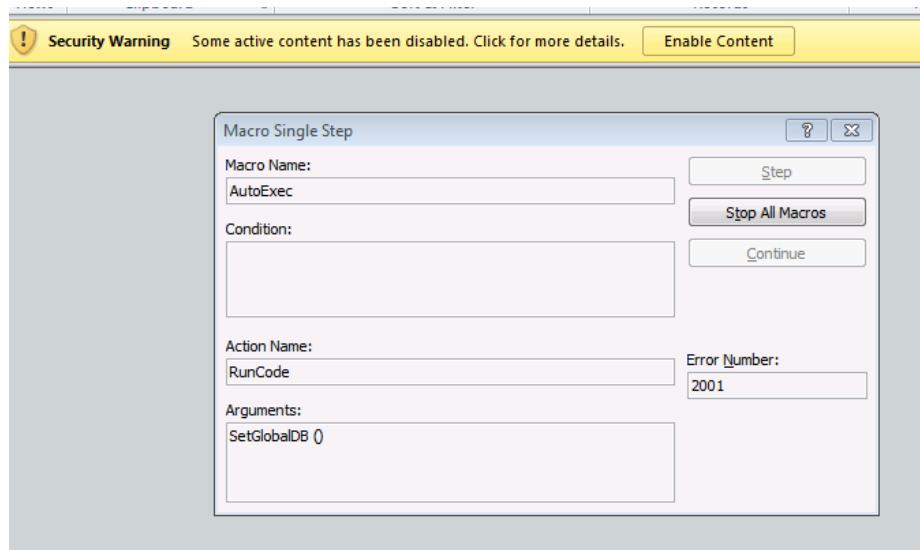 Security Warning Some active content has been disabled. Click for more details. Enable Content
Macro Single Step
Macro Name:
Step
AutoExec
Stop All Macros
Condition:
Continue
Action Name:
Error Number:
RunCode
2001
Arguments:
SetGlobalDB ()